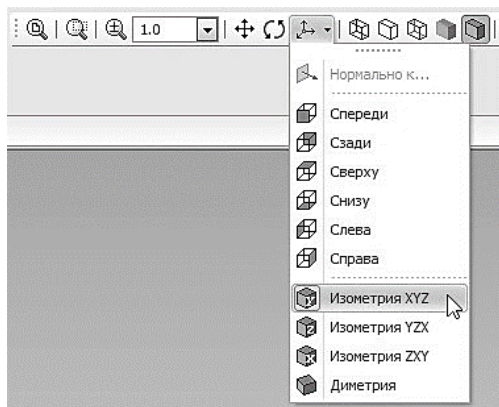 1.0
Нормально к...
Спереди
Сзади
Сверху
Снизу
Слева
Справа
Изометрия XYZ
Изометрия YZX
Изометрия ZXY
Диметрия